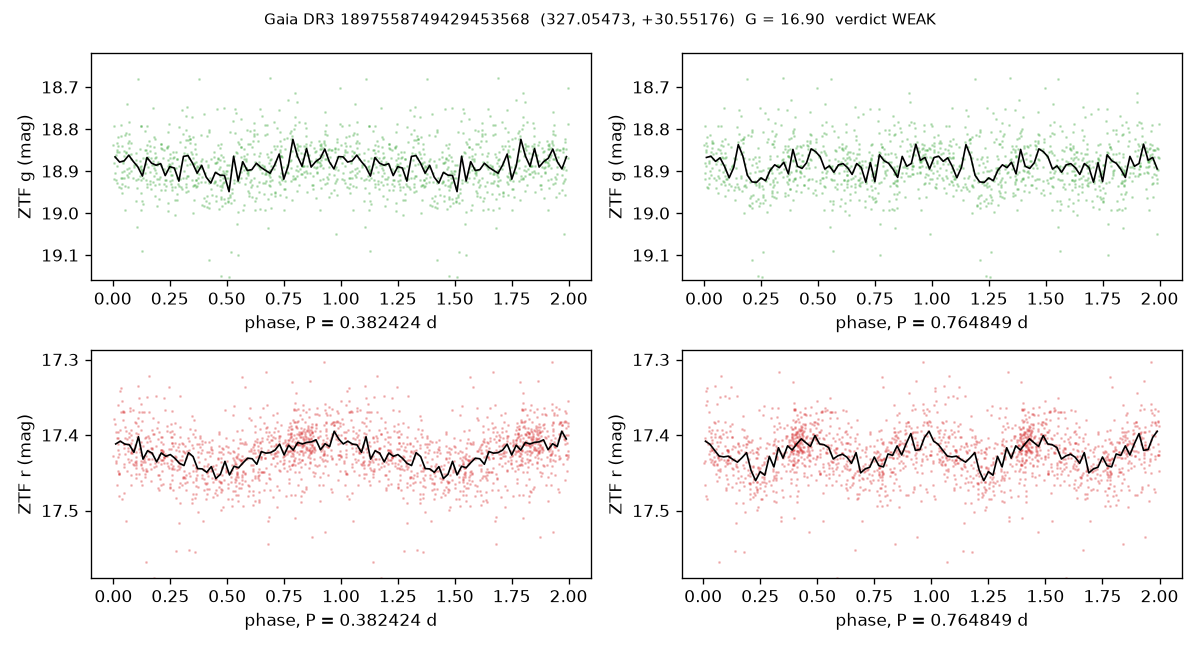 Gaia DR3 1897558749429453568  (327.05473, +30.55176)  G = 16.90  verdict WEAK
ZTF g (mag)
18.7
18.8
18.9
19.0
19.1
0.00 0.25 0.50 0.75 1.00 1.25 1.50 1.75 2.00
phase, P = 0.382424 d
ZTF g (mag)
18.7
18.8
18.9
19.0
19.1
0.00 0.25 0.50 0.75 1.00 1.25 1.50 1.75 2.00
phase, P = 0.764849 d
ZTF r (mag)
17.3
17.4
17.5
0.00 0.25 0.50 0.75 1.00 1.25 1.50 1.75 2.00
phase, P = 0.382424 d
ZTF r (mag)
17.3
17.4
17.5
0.00 0.25 0.50 0.75 1.00 1.25 1.50 1.75 2.00
phase, P = 0.764849 d